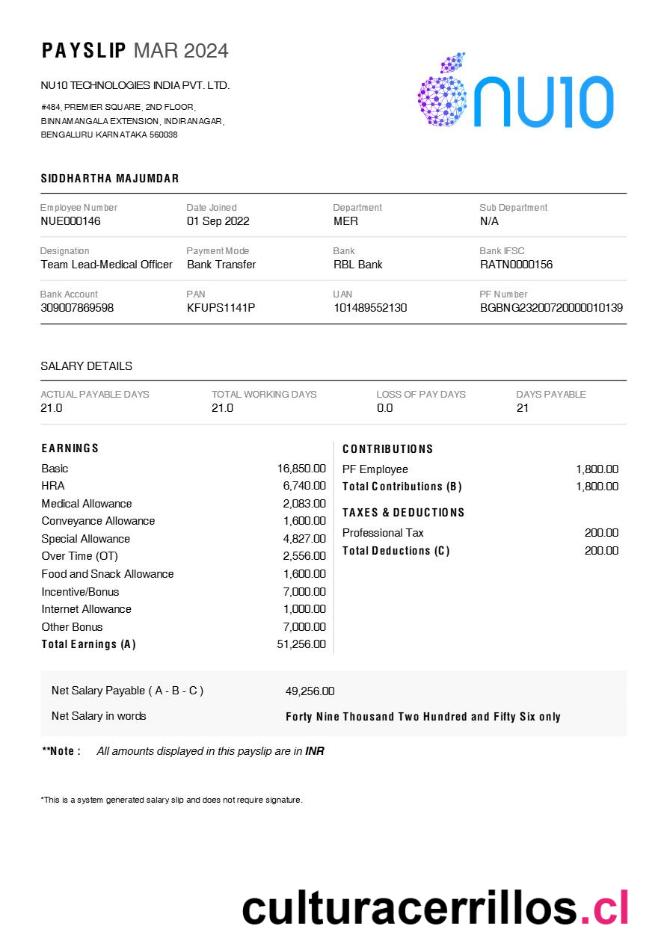 PAYSLIP MAR 2024
NU10 TECHNOLOGIES INDIA PVT. LTD.
#484, PREMIER SQUARE, 2ND FLOOR,
BINNAMANGALA EXTENSION, INDIRANAGAR,
BENGALURU KARNATAKA 560038
NU10
SIDDHARTHA MAJUMDAR
Employee Number Date Joined Department Sub Department
NUE000146 01 Sep 2022 MER N/A
Designation Payment Mode Bank Bank IFSC
Team Lead-Medical Officer Bank Transfer RBL Bank RATN0000156
Bank Account PAN UAN PF Number
309007869598 KFUPS1141P 101489552130 BGBNG23200720000010139
SALARY DETAILS
ACTUAL PAYABLE DAYS TOTAL WORKING DAYS LOSS OF PAY DAYS DAYS PAYABLE
21.0 21.0 0.0 21
EARNINGS
Basic 16,850.00
HRA 6,740.00
Medical Allowance 2,083.00
Conveyance Allowance 1,600.00
Special Allowance 4,827.00
Over Time (OT) 2,556.00
Food and Snack Allowance 1,600.00
Incentive/Bonus 7,000.00
Internet Allowance 1,000.00
Other Bonus 7,000.00
Total Earnings (A) 51,256.00
CONTRIBUTIONS
PF Employee 1,800.00
Total Contributions (B) 1,800.00
TAXES & DEDUCTIONS
Professional Tax 200.00
Total Deductions (C) 200.00
Net Salary Payable ( A - B - C ) 49,256.00
Net Salary in words Forty Nine Thousand Two Hundred and Fifty Six only
**Note : All amounts displayed in this payslip are in INR
*This is a system generated salary slip and does not require signature.
culturacerrillos.cl